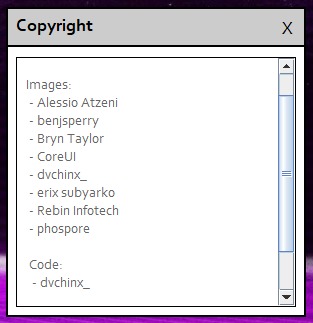 Copyright
X
Images:
- Alessio Atzeni
- benjsperry
- Bryn Taylor
- CoreUI
- dvchinx_
- erix subyarko
- Rebin Infotech
- phospore
Code:
- dvchinx_